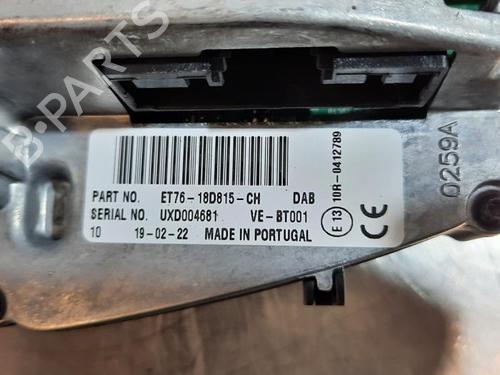 B-PARTS
PART NO. ET76-18D815-CH DAB
SERIAL NO. UXD004681 VE-BT001
10 19-02-22 MADE IN PORTUGAL
E13
10R-0412789
CE
0259A